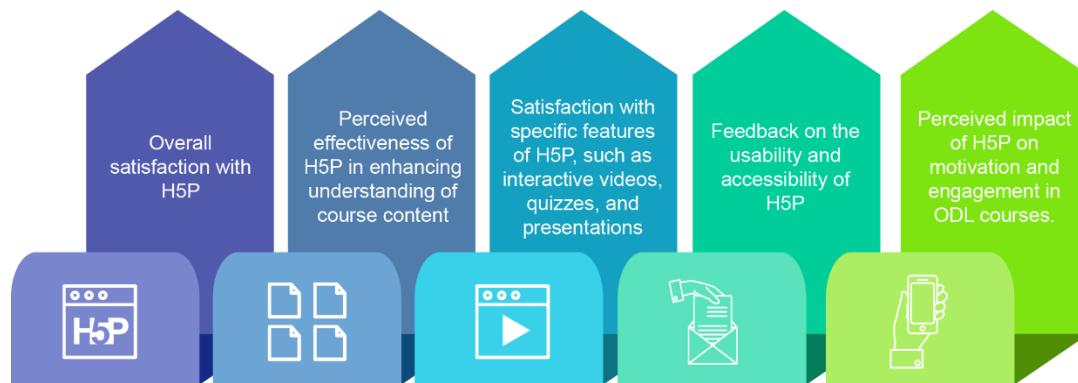 Overall
satisfaction with
H5P
Perceived
effectiveness of
H5P in enhancing
understanding of
course content
Satisfaction with
specific features
of H5P, such as
interactive videos,
quizzes, and
presentations
Feedback on the
usability and
accessibility of
H5P
Perceived impact
of H5P on
motivation and
engagement in
ODL courses.
H5P